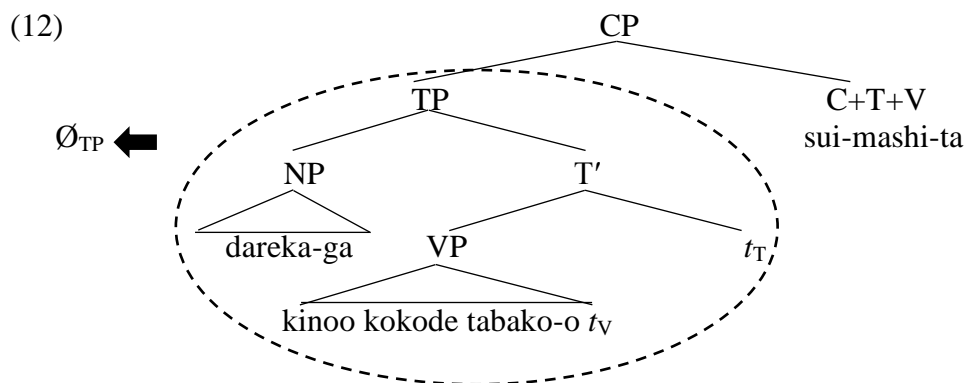 (12)
CP
TP
C+T+V
Ø_TP
sui-mashi-ta
NP
T′
dareka-ga
VP
t_T
kinoo kokode tabako-o t_V